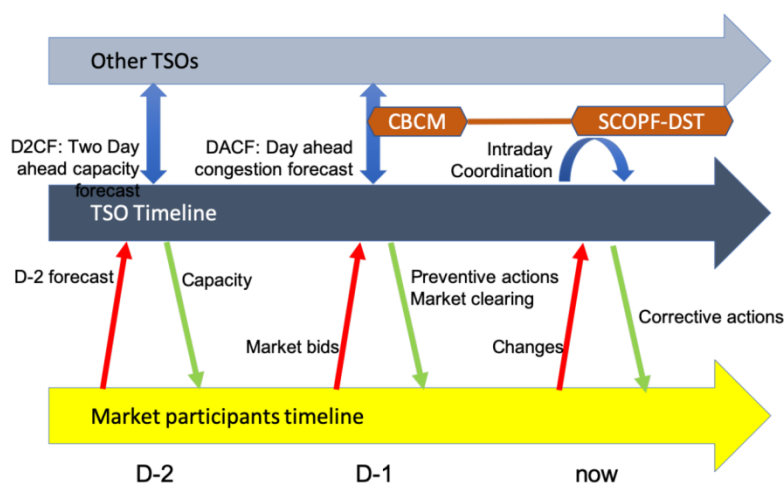 Other TSOs
CBCM
SCOPF-DST
D2CF: Two Day
ahead capacity
forecast
DACF: Day ahead
congestion forecast
Intraday
Coordination
TSO Timeline
D-2 forecast
Capacity
Preventive actions
Market clearing
Market bids
Changes
Corrective actions
Market participants timeline
D-2
D-1
now